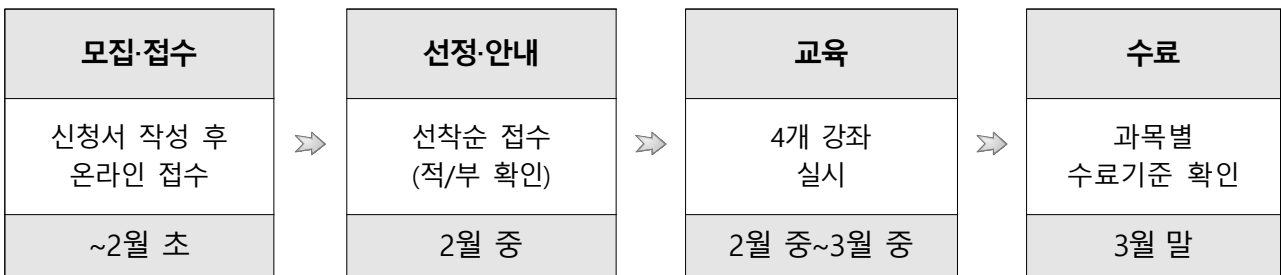 모집·접수
신청서 작성 후
온라인 접수
~2월 초
선정·안내
선착순 접수
(적/부 확인)
2월 중
교육
4개 강좌
실시
2월 중~3월 중
수료
과목별
수료기준 확인
3월 말